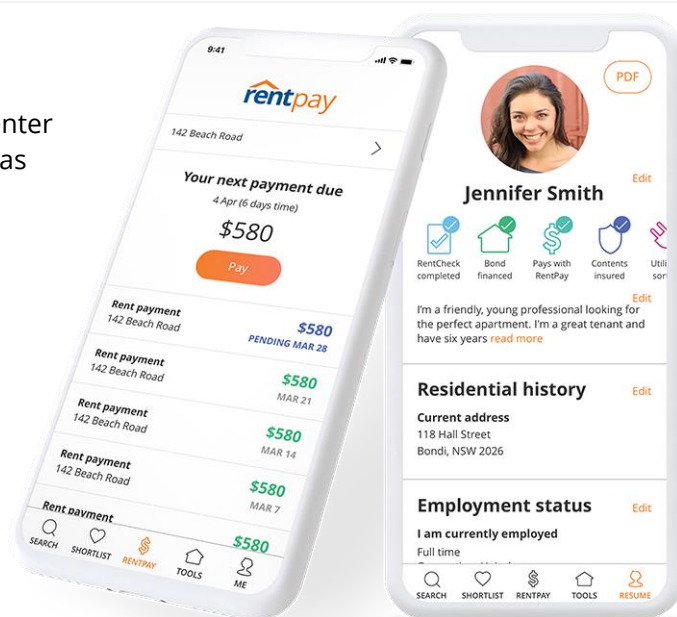 enter
as
9:41
rentpay
142 Beach Road
Your next payment due
4 Apr (6 days time)
$580
Pay
Rent payment
142 Beach Road
$580
PENDING MAR 28
Rent payment
142 Beach Road
$580
MAR 21
Rent payment
142 Beach Road
$580
MAR 14
Rent payment
142 Beach Road
$580
MAR 7
Rent payment
$580
SEARCH
SHORTLIST
RENTPAY
TOOLS
ME
PDF
Edit
Jennifer Smith
RentCheck Bond Pays with Contents Utili
completed financed RentPay insured sor
Edit
I'm a friendly, young professional looking for
the perfect apartment. I'm a great tenant and
have six years read more
Residential history Edit
Current address
118 Hall Street
Bondi, NSW 2026
Employment status Edit
I am currently employed
Full time
SEARCH SHORTLIST RENTPAY TOOLS RESUME